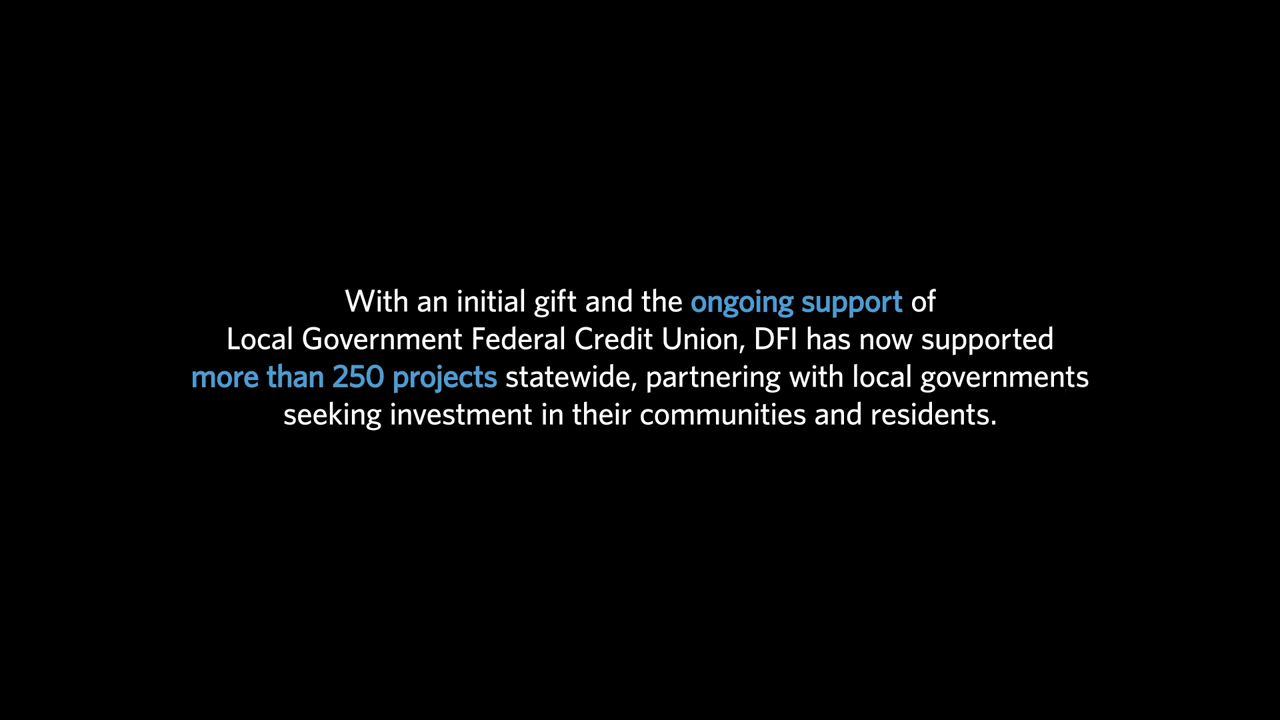 With an initial gift and the ongoing support of
Local Government Federal Credit Union, DFI has now supported
more than 250 projects statewide, partnering with local governments
seeking investment in their communities and residents.